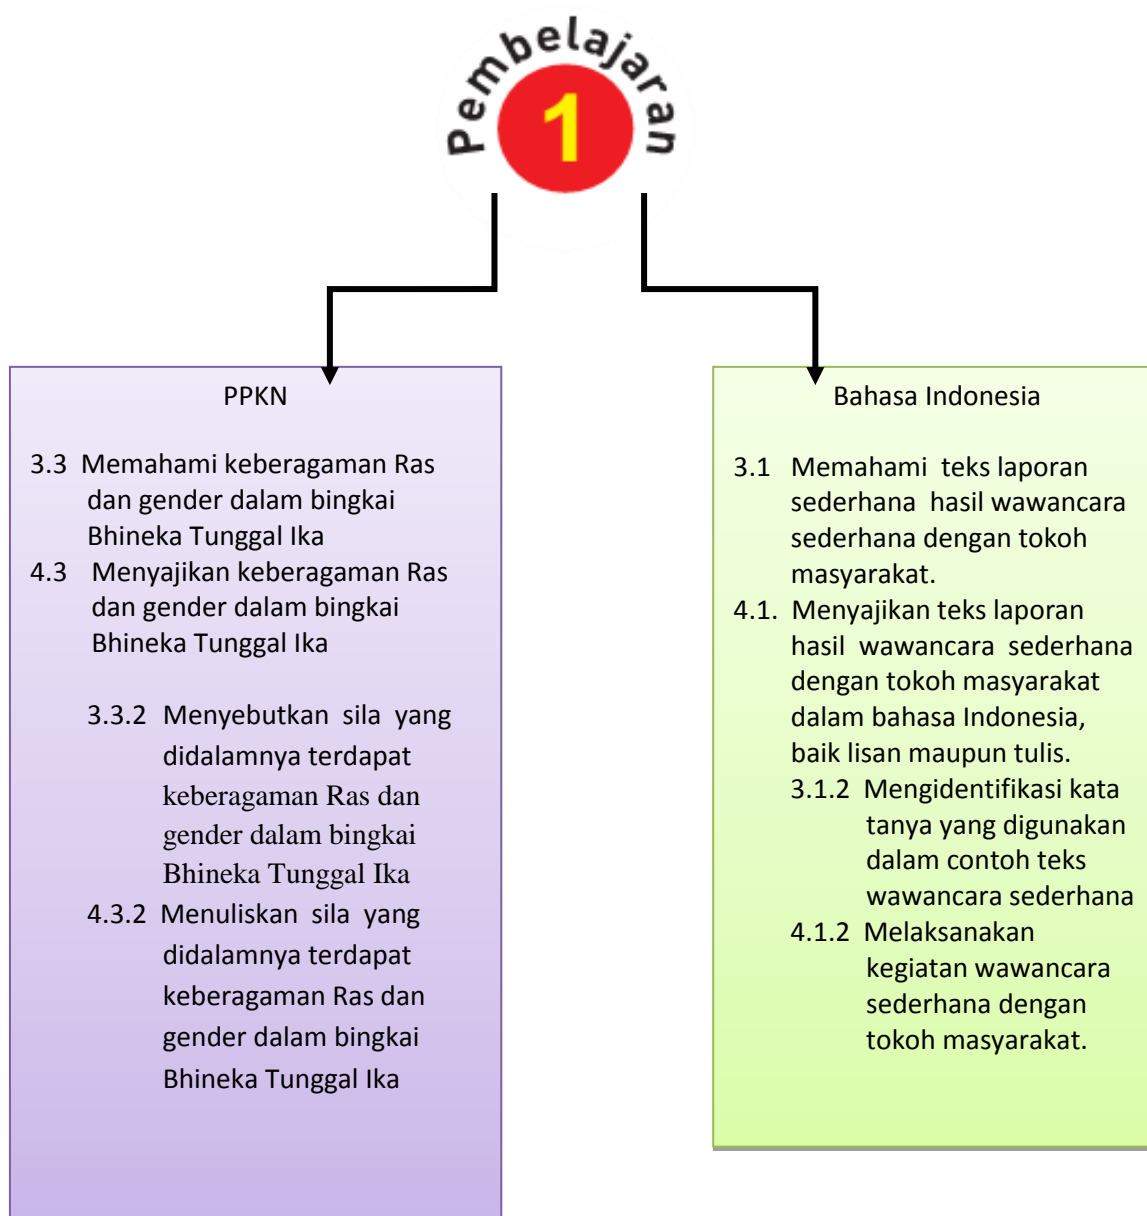 Pembelajaran
1
PPKN
3.3 Memahami keberagaman Ras
dan gender dalam bingkai
Bhineka Tunggal Ika
4.3 Menyajikan keberagaman Ras
dan gender dalam bingkai
Bhineka Tunggal Ika
3.3.2 Menyebutkan sila yang
didalamnya terdapat
keberagaman Ras dan
gender dalam bingkai
Bhineka Tunggal Ika
4.3.2 Menuliskan sila yang
didalamnya terdapat
keberagaman Ras dan
gender dalam bingkai
Bhineka Tunggal Ika
Bahasa Indonesia
3.1 Memahami teks laporan
sederhana hasil wawancara
sederhana dengan tokoh
masyarakat.
4.1. Menyajikan teks laporan
hasil wawancara sederhana
dengan tokoh masyarakat
dalam bahasa Indonesia,
baik lisan maupun tulis.
3.1.2 Mengidentifikasi kata
tanya yang digunakan
dalam contoh teks
wawancara sederhana
4.1.2 Melaksanakan
kegiatan wawancara
sederhana dengan
tokoh masyarakat.